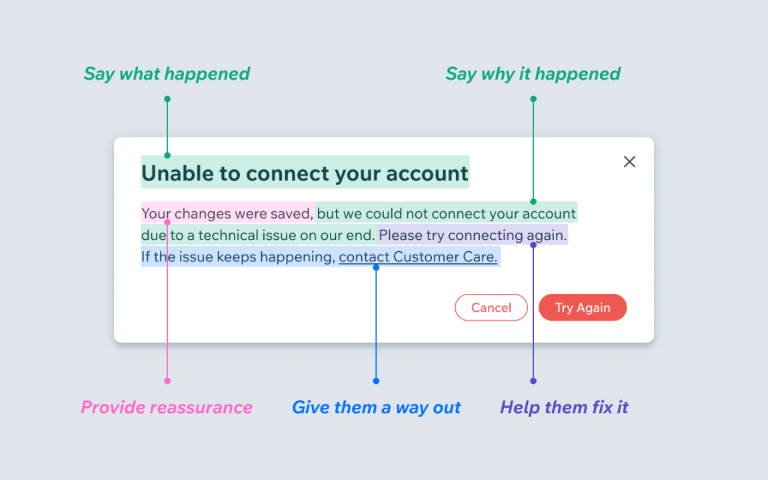 Say what happened
Say why it happened
Unable to connect your account
Your changes were saved, but we could not connect your account
due to a technical issue on our end. Please try connecting again.
If the issue keeps happening, contact Customer Care.
Cancel
Try Again
Provide reassurance
Give them a way out
Help them fix it